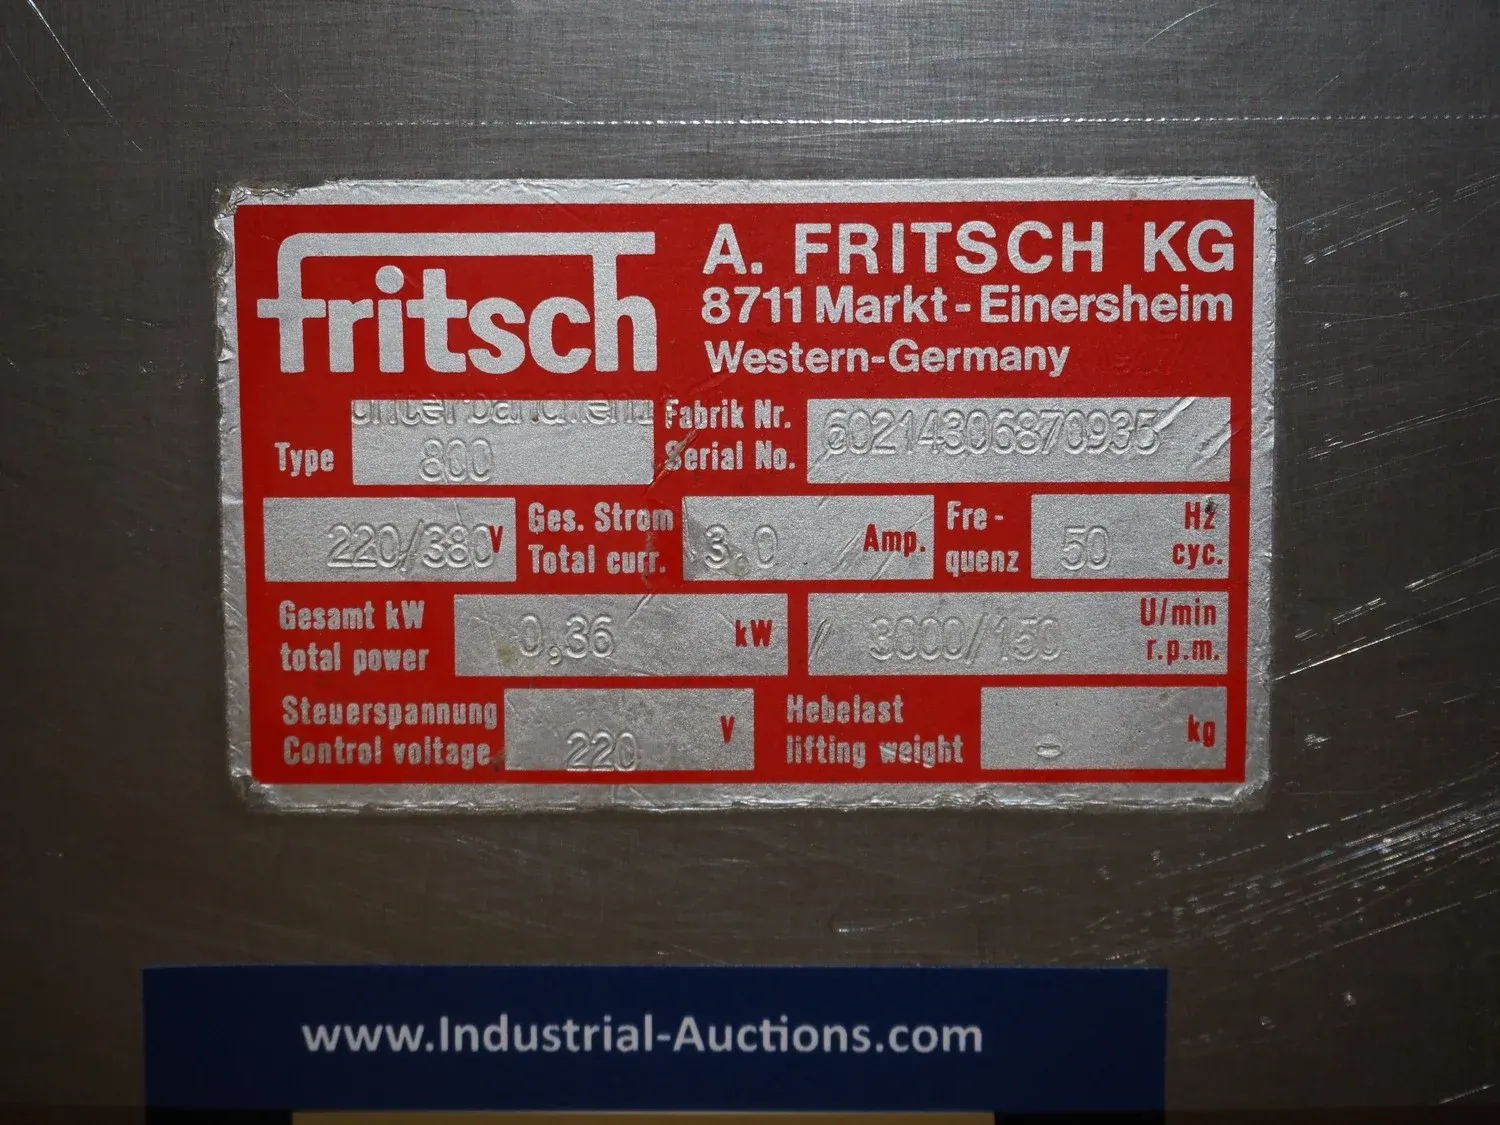 fritsch
A. FRITSCH KG
8711 Markt-Einersheim
Western-Germany
Type
800
Fabrik Nr.
Serial No.
60214306870935
220/380 V
Ges. Strom
Total curr.
3.0 Amp.
Fre-
quenz
50
Hz
cyc.
Gesamt kW
total power
0,36 kW
3000/150
U/min
r.p.m.
Steuerspannung
Control voltage
220 V
Hebelast
lifting weight
- kg
www.Industrial-Auctions.com